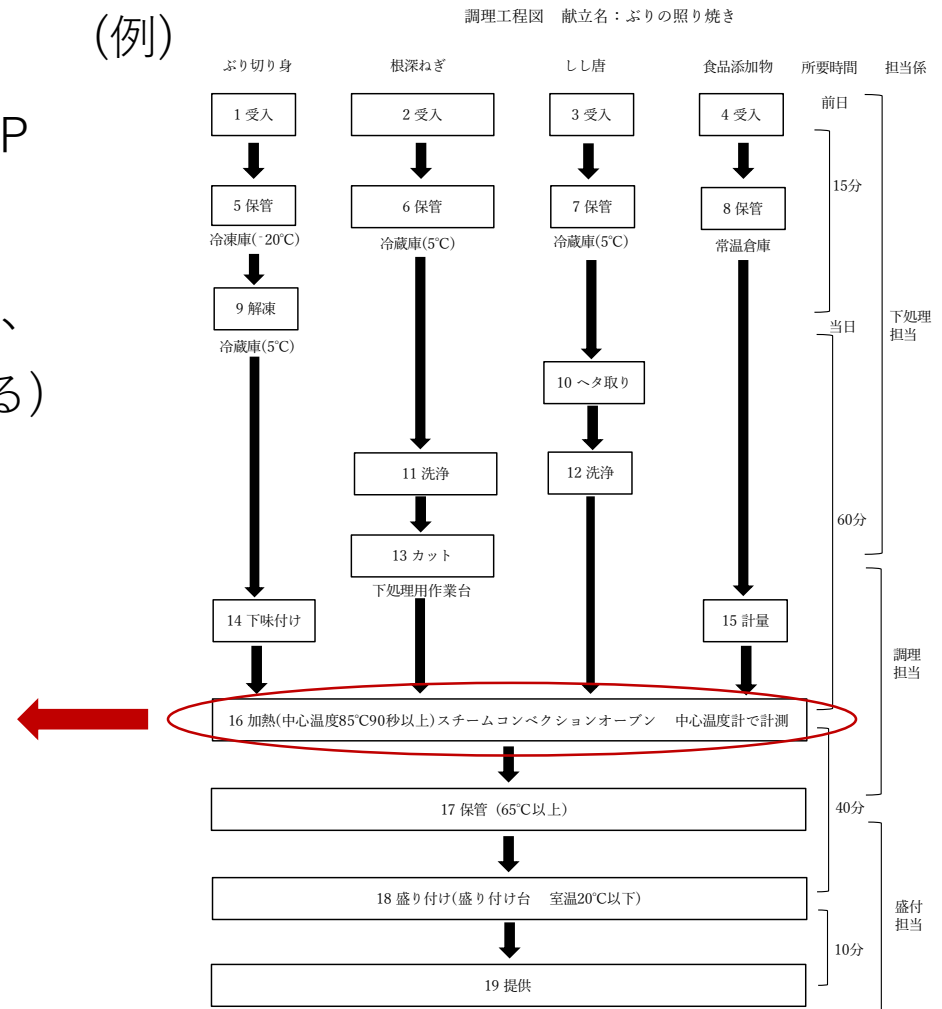 調理工程図　献立名：ぶりの照り焼き
(例)
ぶり切り身　根深ねぎ　しし唐　食品添加物　所要時間　担当係
前日
1 受入　2 受入　3 受入　4 受入
P
15分
5 保管　6 保管　7 保管　8 保管
冷凍庫(⁻20℃)　冷蔵庫(5℃)　冷蔵庫(5℃)　常温倉庫
9 解凍
、
当日
下処理
担当
冷蔵庫(5℃)
10 ヘタ取り
る)
11 洗浄　12 洗浄
60分
13 カット
下処理用作業台
14 下味付け　15 計量
調理
担当
16 加熱(中心温度85℃90秒以上)スチームコンベクションオーブン　中心温度計で計測
17 保管（65℃以上）
40分
18 盛り付け(盛り付け台　室温20℃以下)
盛付
担当
10分
19 提供